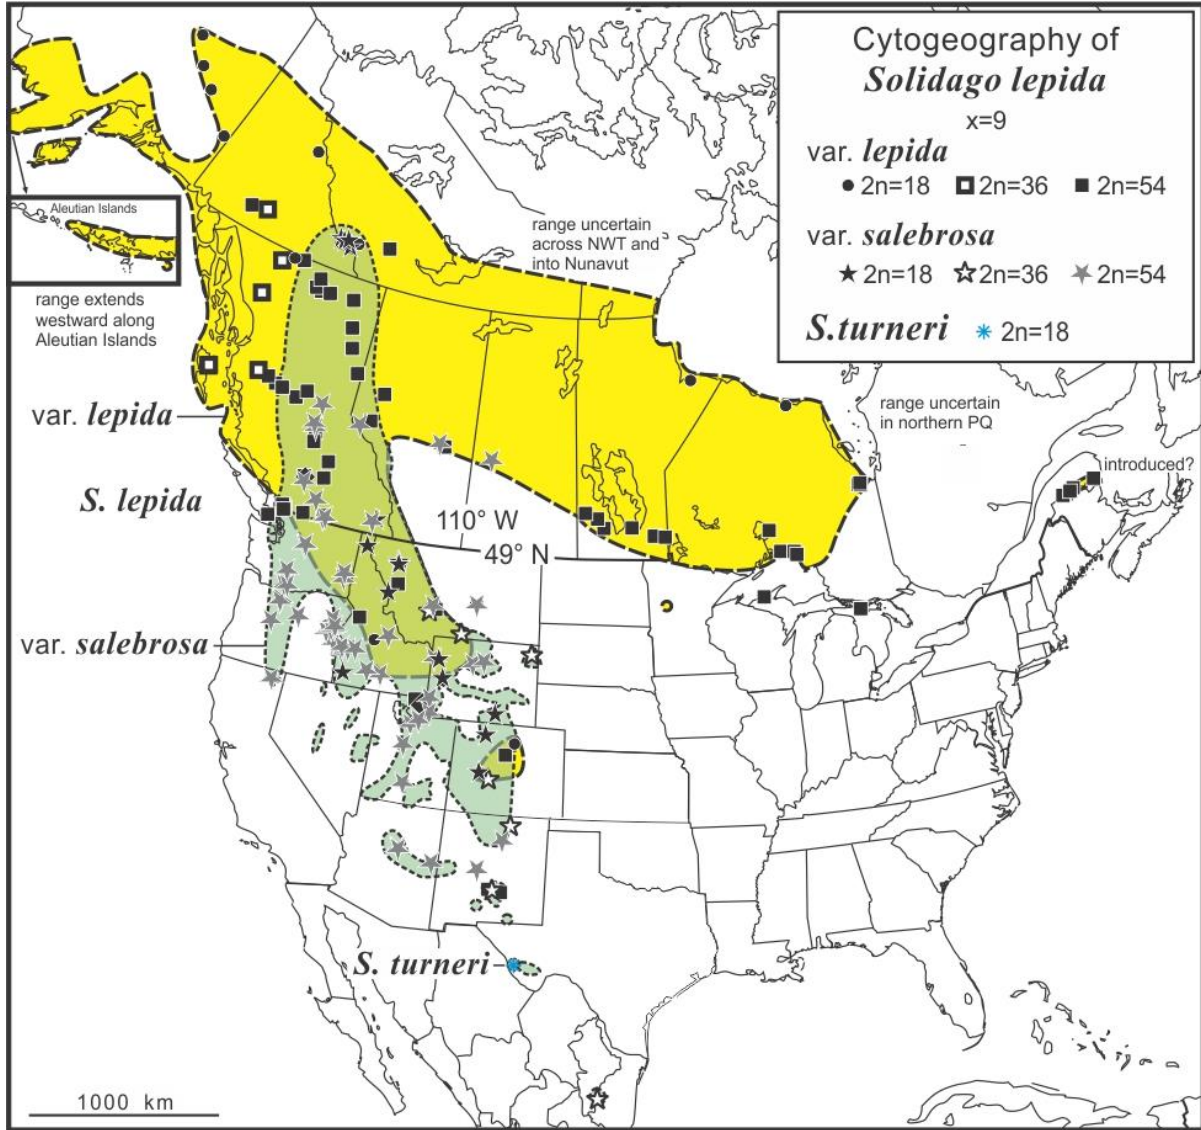 Cytogeography of
Solidago lepida
x=9
var. lepida
2n=18 2n=36 2n=54
var. salebrosa
2n=18 2n=36 2n=54
S.turneri 2n=18
Aleutian Islands
range extends
westward along
Aleutian Islands
range uncertain
across NWT and
into Nunavut
var. lepida
range uncertain
in northern PQ
introduced?
S. lepida
110° W
49° N
var. salebrosa
S. turneri
1000 km